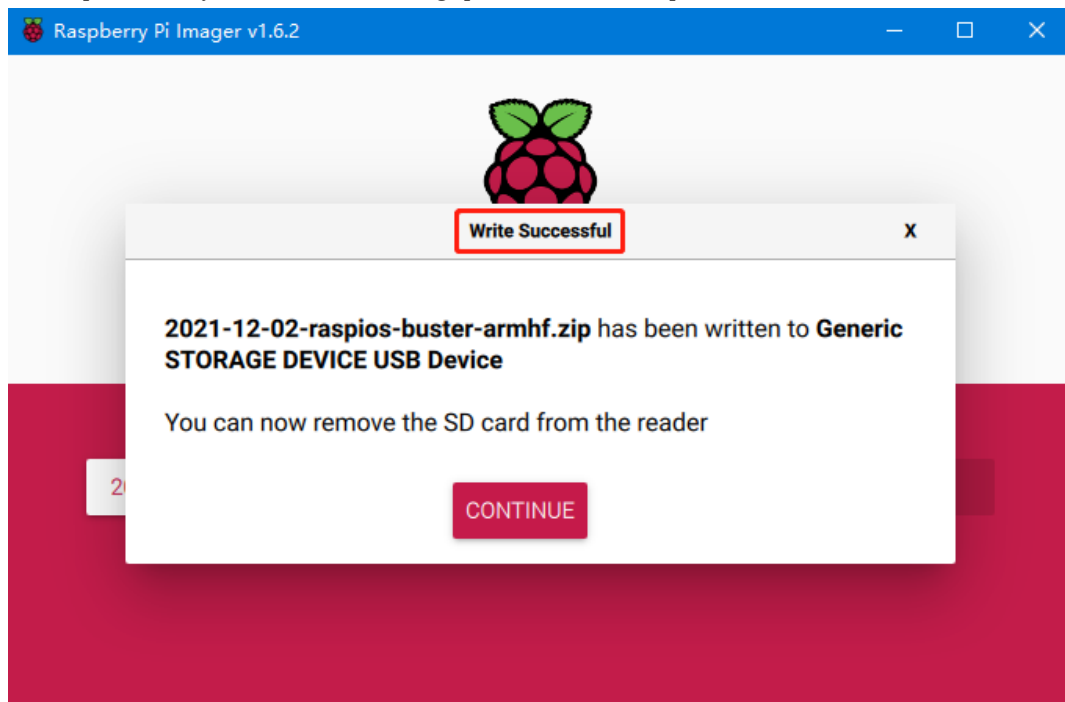 Raspberry Pi Imager v1.6.2
Write Successful
X
2021-12-02-raspios-buster-armhf.zip has been written to Generic
STORAGE DEVICE USB Device
You can now remove the SD card from the reader
2
CONTINUE